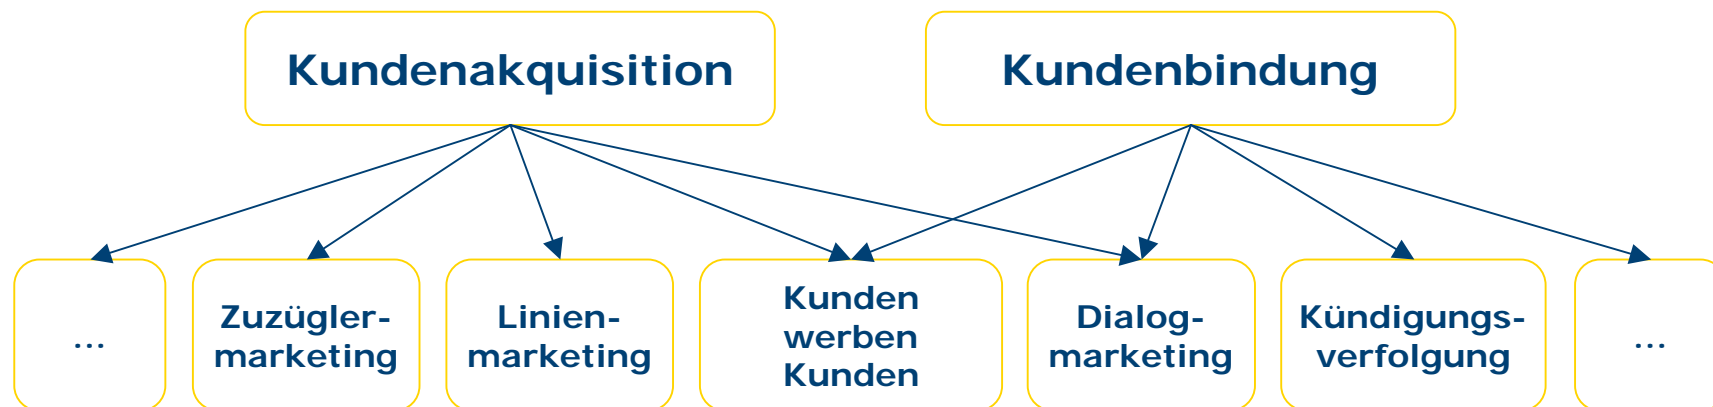 Kundenakquisition
Kundenbindung
...
Zuzügler-
marketing
Linien-
marketing
Kunden
werben
Kunden
Dialog-
marketing
Kündigungs-
verfolgung
...